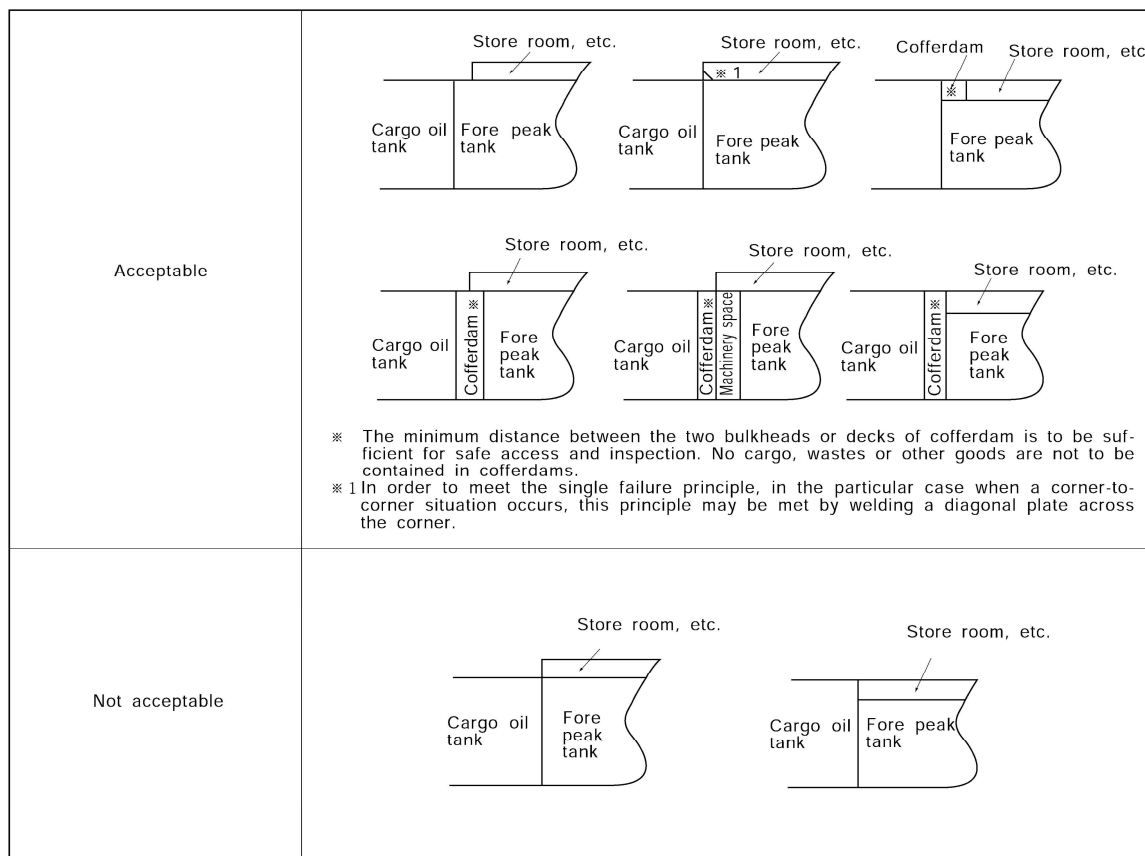 Acceptable
Store room, etc.
Cargo oil
tank
Fore peak
tank
Store room, etc.
※ 1
Cargo oil
tank
Fore peak
tank
Cofferdam
Store room, etc
※
Fore peak
tank
Store room, etc.
Cargo oil
tank
Cofferdam ※
Fore
peak
tank
Store room, etc.
Cargo oil
tank
Cofferdam ※
Machinery space
Fore
peak
tank
Store room, etc.
Cargo oil
tank
Cofferdam ※
Fore
peak
tank
※ The minimum distance between the two bulkheads or decks of cofferdam is to be suf-
ficient for safe access and inspection. No cargo, wastes or other goods are not to be
contained in cofferdams.
※ 1 In order to meet the single failure principle, in the particular case when a corner-to-
corner situation occurs, this principle may be met by welding a diagonal plate across
the corner.
Not acceptable
Store room, etc.
Cargo oil
tank
Fore
peak
tank
Store room, etc.
Cargo oil
tank
Fore peak
tank